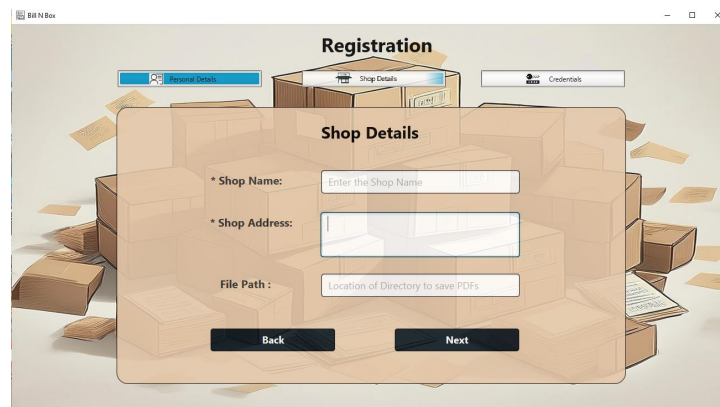 Bill N Box
Registration
Personal Details
Shop Details
Credentials
Shop Details
* Shop Name:
Enter the Shop Name
* Shop Address:
File Path :
Location of Directory to save PDFs
Back
Next